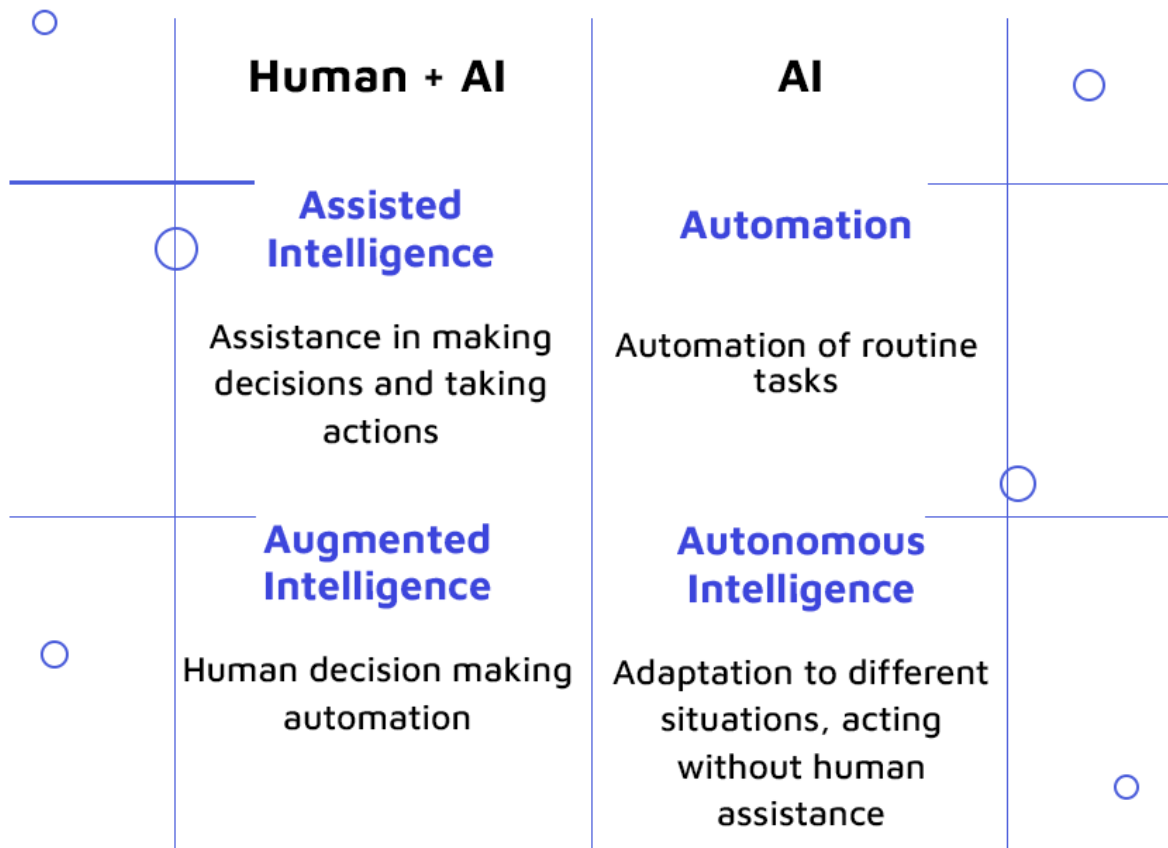 Human + AI
AI
Assisted
Intelligence
Automation
Assistance in making
decisions and taking
actions
Automation of routine
tasks
Augmented
Intelligence
Autonomous
Intelligence
Human decision making
automation
Adaptation to different
situations, acting
without human
assistance